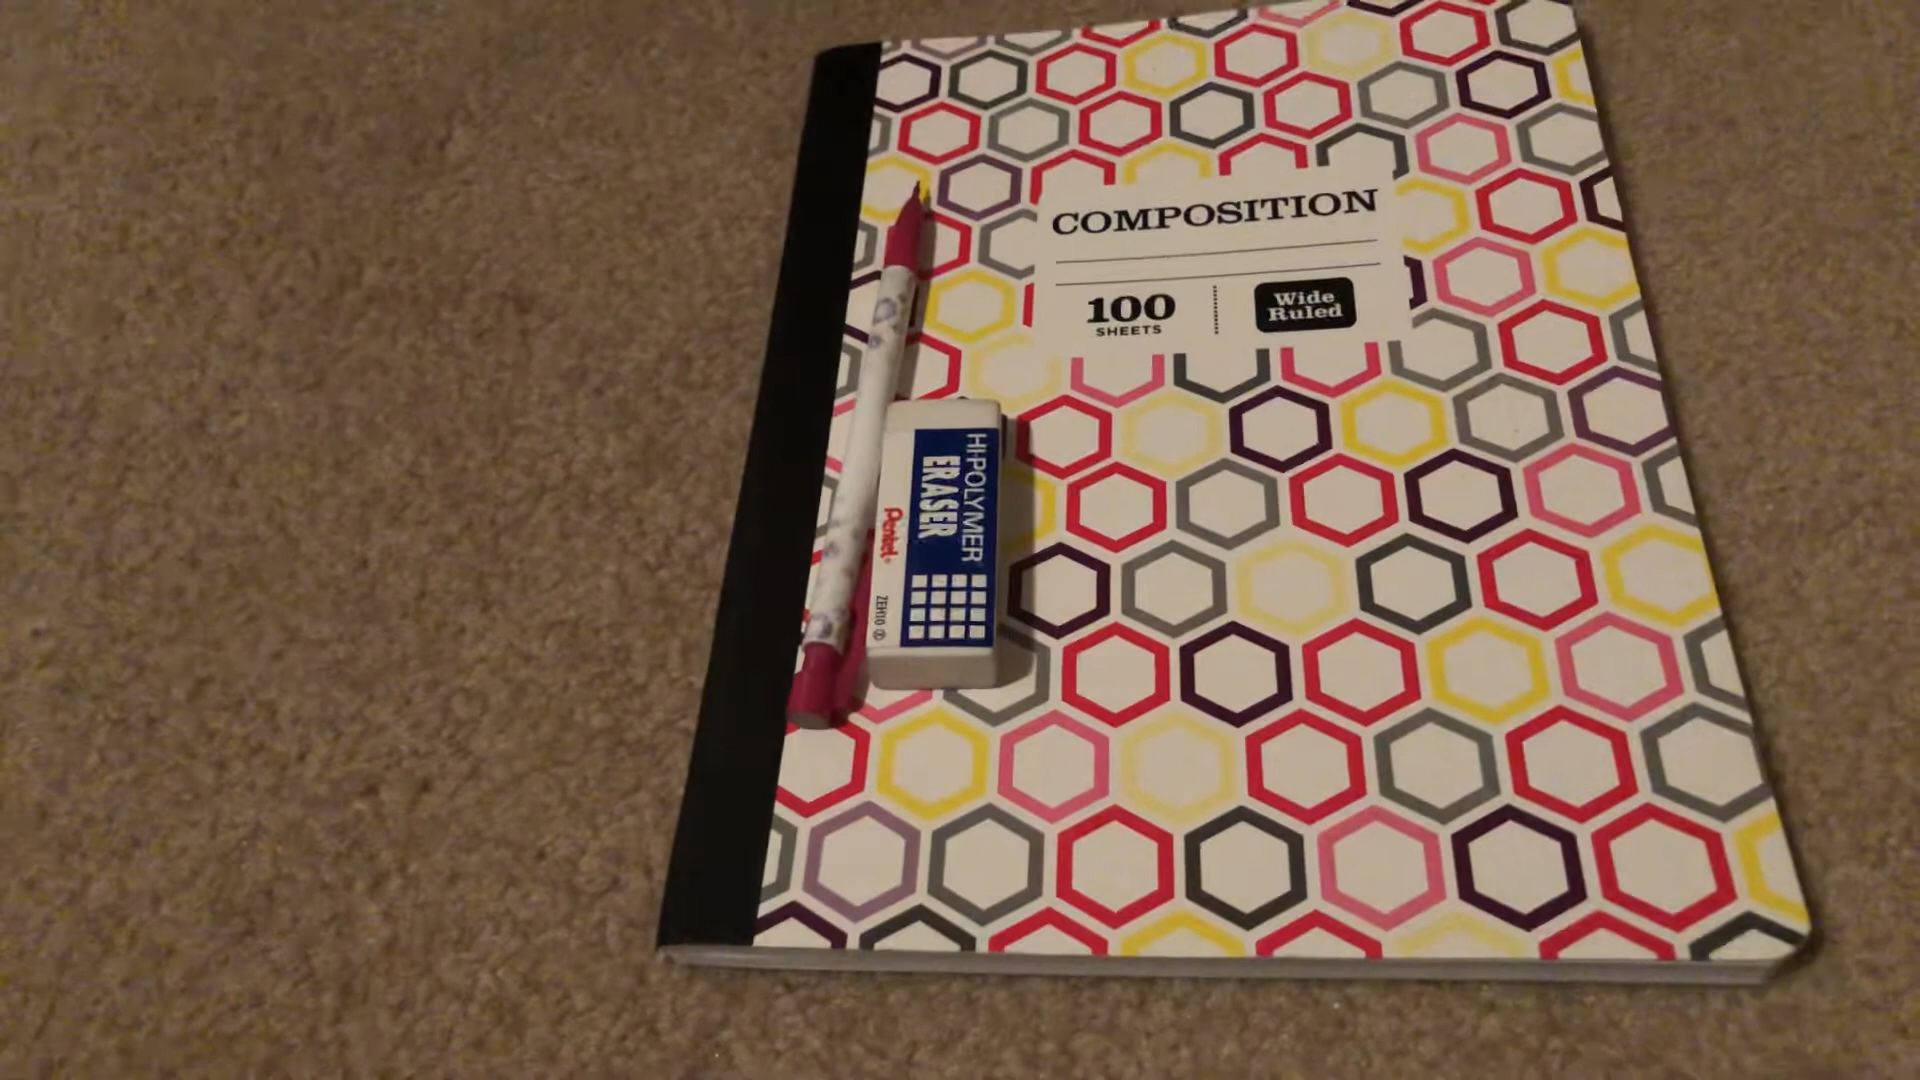 COMPOSITION
100
SHEETS
Wide
Ruled
HI-POLYMER
ERASER
Pentel
ZEH10